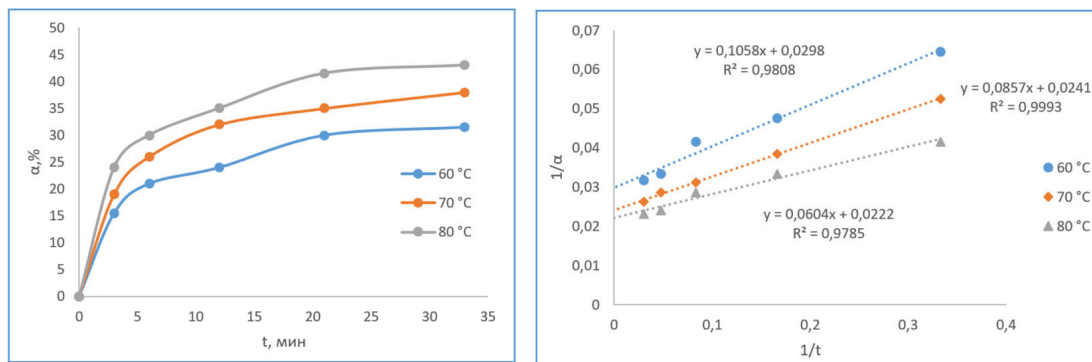 50
45
40
35
30
25
20
15
10
5
0
α,%
0 5 10 15 20 25 30 35
t, мин
60 °C
70 °C
80 °C
0,07
0,06
0,05
0,04
0,03
0,02
0,01
0
1/α
0 0,1 0,2 0,3 0,4
1/t
y = 0,1058x + 0,0298
R² = 0,9808
y = 0,0857x + 0,0241
R² = 0,9993
y = 0,0604x + 0,0222
R² = 0,9785
60 °C
70 °C
80 °C